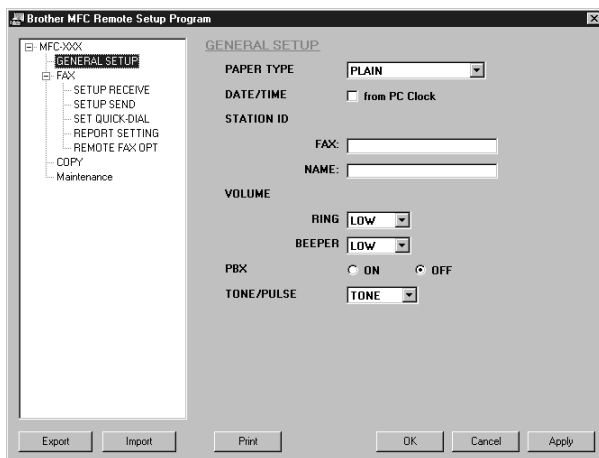 Brother MFC Remote Setup Program
MFC-XXX
GENERAL SETUP
FAX
SETUP RECEIVE
SETUP SEND
SET QUICK-DIAL
REPORT SETTING
REMOTE FAX OPT
COPY
Maintenance
GENERAL SETUP
PAPER TYPE PLAIN
DATE/TIME from PC Clock
STATION ID
FAX:
NAME:
VOLUME
RING LOW
BEEPER LOW
PBX ON OFF
TONE/PULSE TONE
Export Import Print OK Cancel Apply